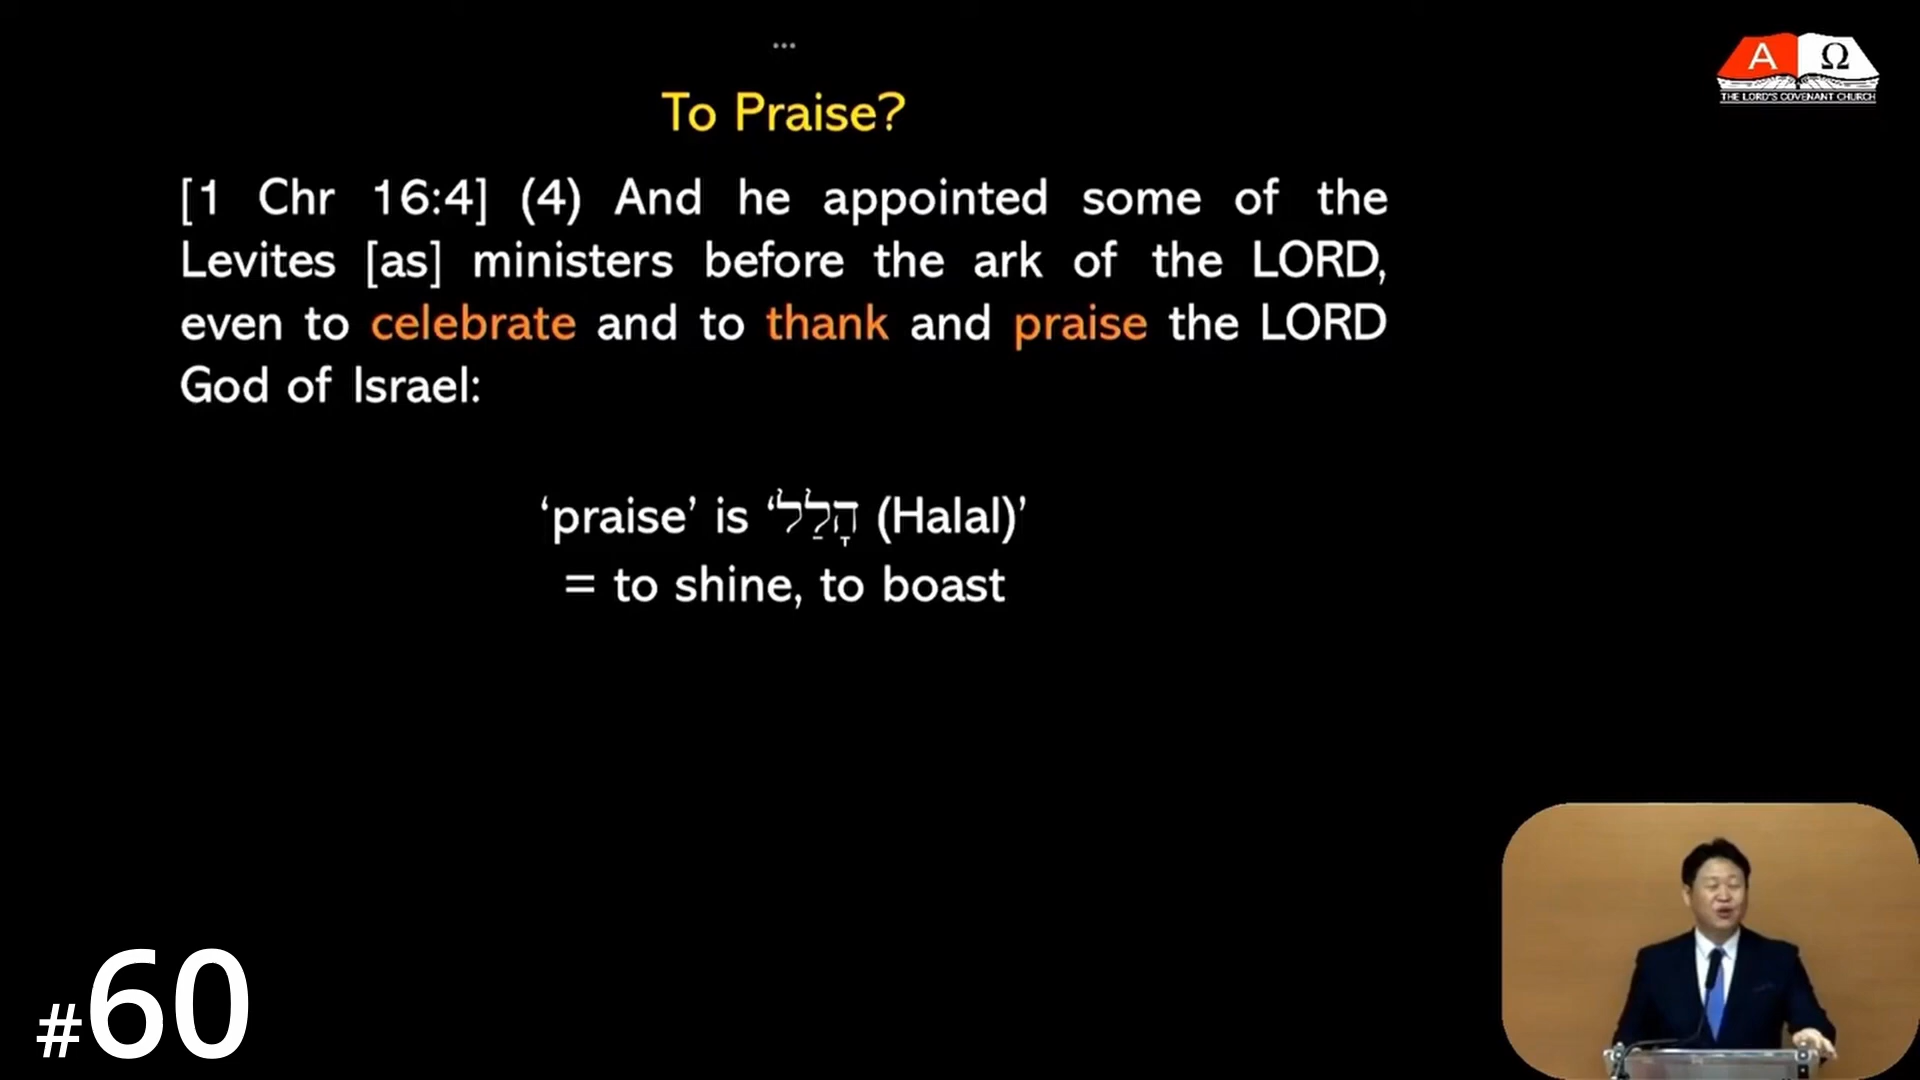 ...
To Praise?
A Ω
THE LORD'S COVENANT CHURCH
[1 Chr 16:4] (4) And he appointed some of the
Levites [as] ministers before the ark of the LORD,
even to celebrate and to thank and praise the LORD
God of Israel:
‘praise’ is ‘הָלַל (Halal)’
= to shine, to boast
#60